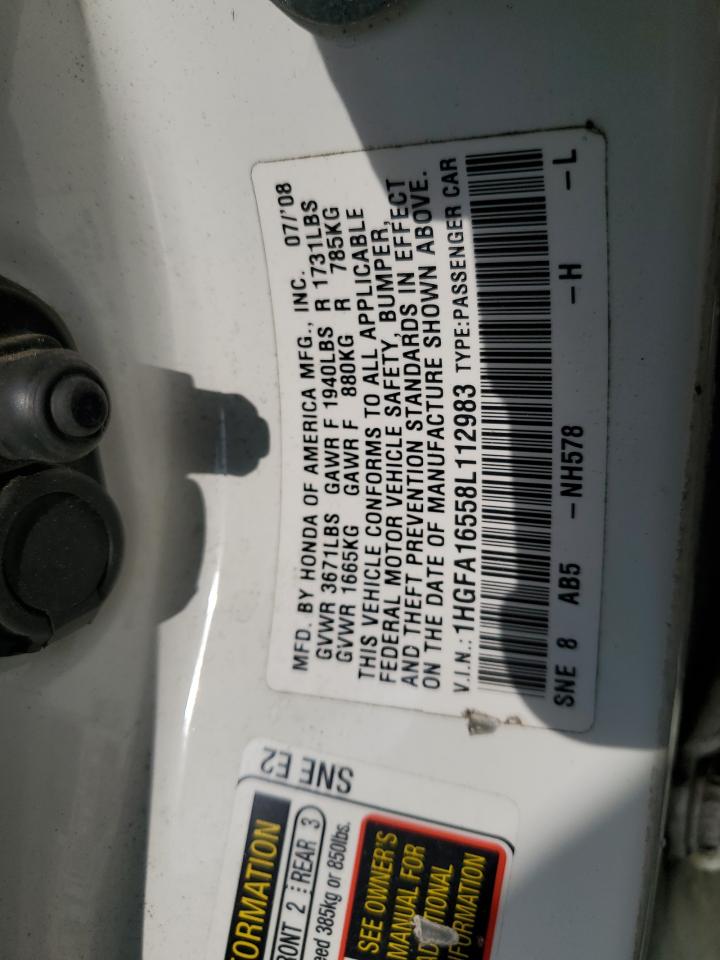 MFD. BY HONDA OF AMERICA MFG., INC. 07/'08
GVWR 3671LBS GAWR F 1940LBS R 1731LBS
GVWR 1665KG GAWR F 880KG R 785KG
THIS VEHICLE CONFORMS TO ALL APPLICABLE
FEDERAL MOTOR VEHICLE SAFETY, BUMPER,
AND THEFT PREVENTION STANDARDS IN EFFECT
ON THE DATE OF MANUFACTURE SHOWN ABOVE.
V.I.N.: 1HGFA16558L112983 TYPE:PASSENGER CAR
SNE 8 AB5 -NH578 -H -L
SNE E2
FRONT 2 REAR 3
385kg or 850lbs.
SEE OWNER'S
MANUAL FOR